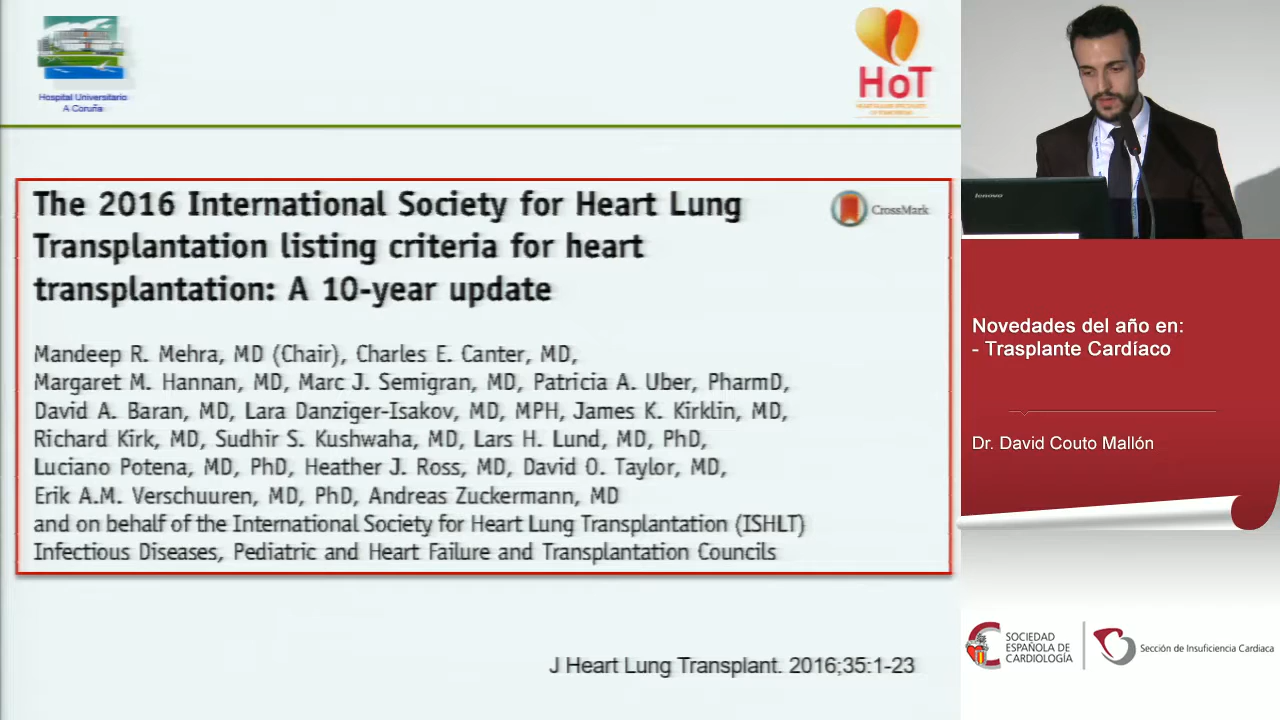 Hospital Universitario
A Coruña
HoT
The 2016 International Society for Heart Lung
Transplantation listing criteria for heart
transplantation: A 10-year update
CrossMark
Mandeep R. Mehra, MD (Chair), Charles E. Canter, MD,
Margaret M. Hannan, MD, Marc J. Semigran, MD, Patricia A. Uber, PharmD,
David A. Baran, MD, Lara Danziger-Isakov, MD, MPH, James K. Kirklin, MD,
Richard Kirk, MD, Sudhir S. Kushwaha, MD, Lars H. Lund, MD, PhD,
Luciano Potena, MD, PhD, Heather J. Ross, MD, David O. Taylor, MD,
Erik A.M. Verschuuren, MD, PhD, Andreas Zuckermann, MD
and on behalf of the International Society for Heart Lung Transplantation (ISHLT)
Infectious Diseases, Pediatric and Heart Failure and Transplantation Councils
J Heart Lung Transplant. 2016;35:1-23
lenovo
Novedades del año en:
- Trasplante Cardíaco
Dr. David Couto Mallón
SOCIEDAD
ESPAÑOLA DE
CARDIOLOGÍA
Sección de Insuficiencia Cardiaca